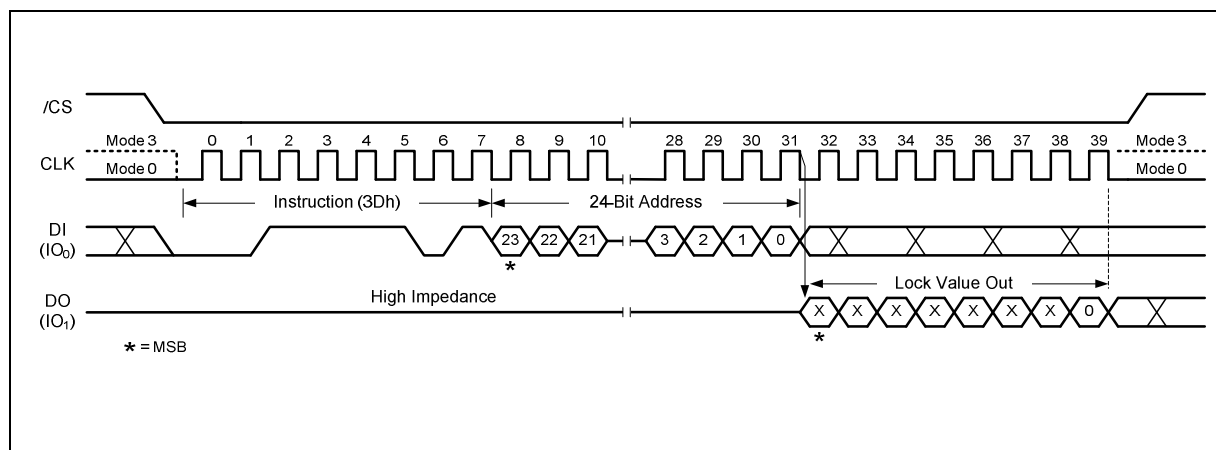 /CS
Mode 3 0 1 2 3 4 5 6 7 8 9 10 28 29 30 31 32 33 34 35 36 37 38 39 Mode 3
CLK
Mode 0 Mode 0
Instruction (3Dh) 24-Bit Address
DI
(IO0)
23 22 21 3 2 1 0
*
Lock Value Out
High Impedance
DO
(IO1)
X X X X X X X 0
*
* = MSB